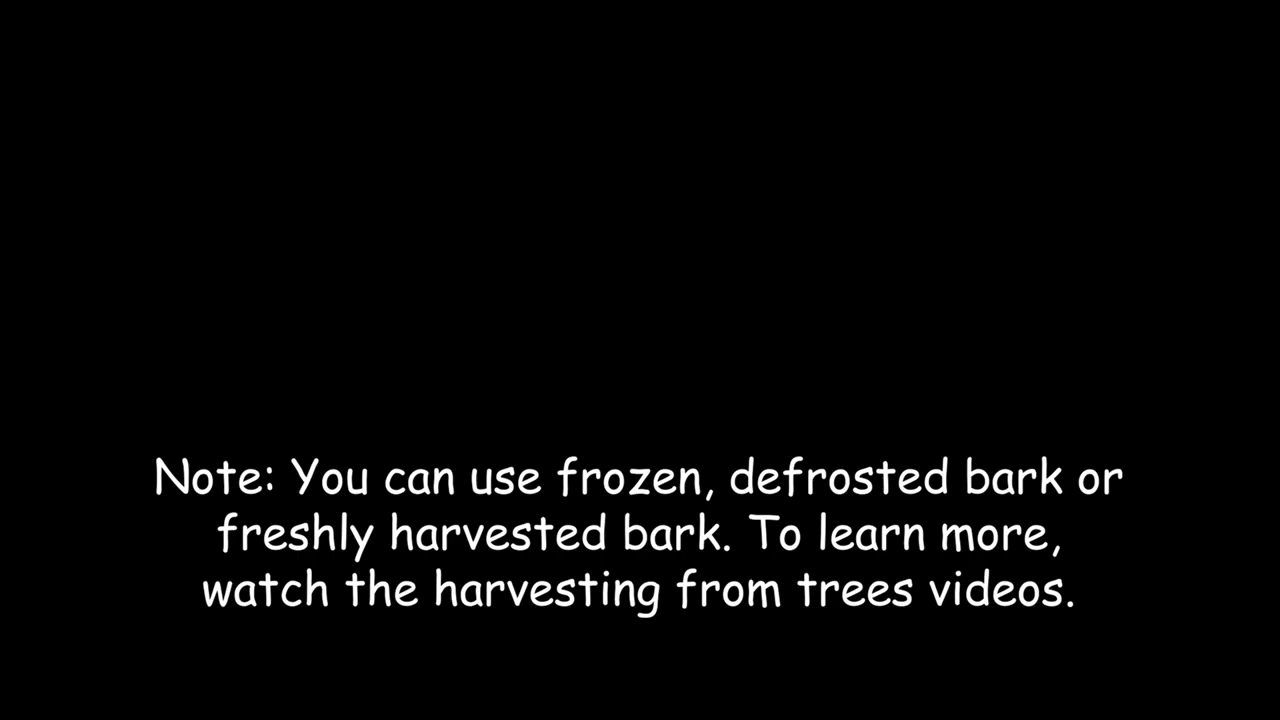 Note: You can use frozen, defrosted bark or
freshly harvested bark. To learn more,
watch the harvesting from trees videos.